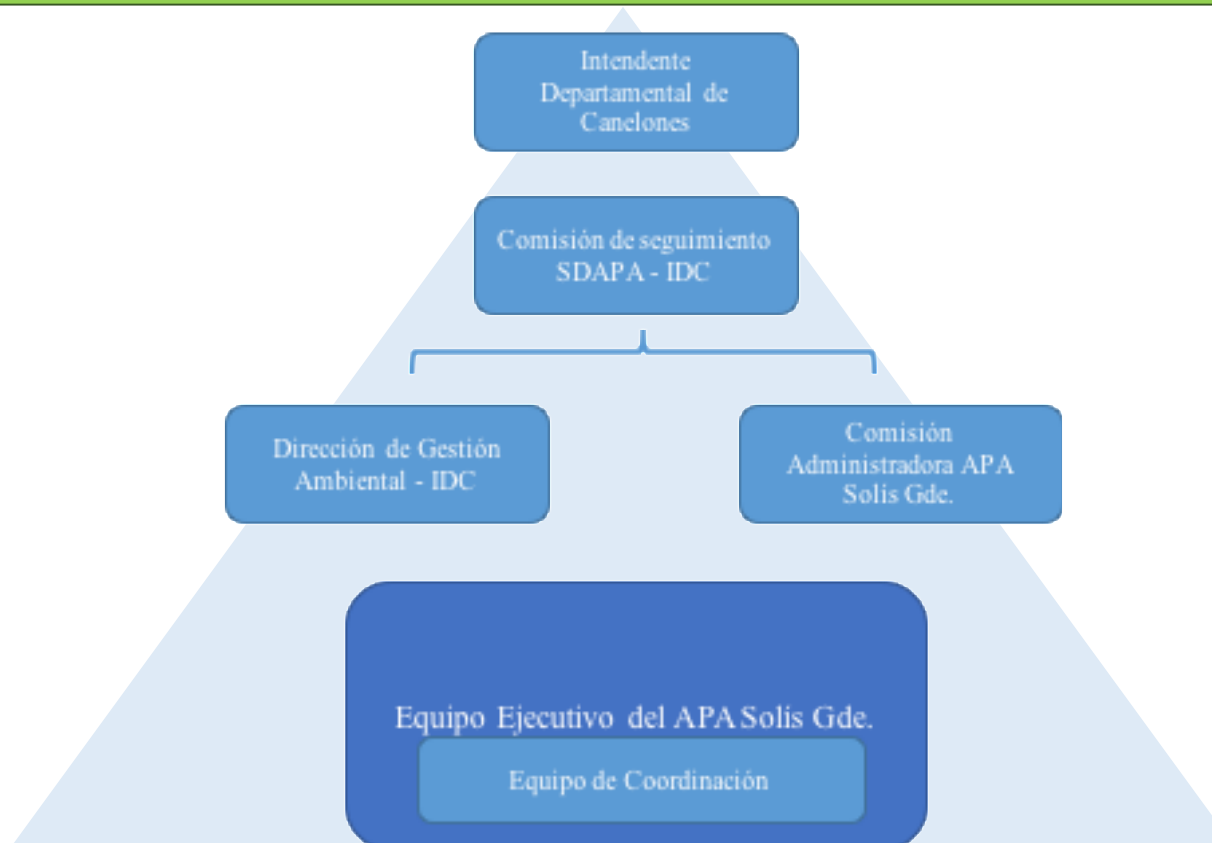 Intendente
Departamental de
Canelones
Comisión de seguimiento
SDAPA - IDC
Dirección de Gestión
Ambiental - IDC
Comisión
Administradora APA
Solis Gde.
Equipo Ejecutivo del APA Solis Gde.
Equipo de Coordinación